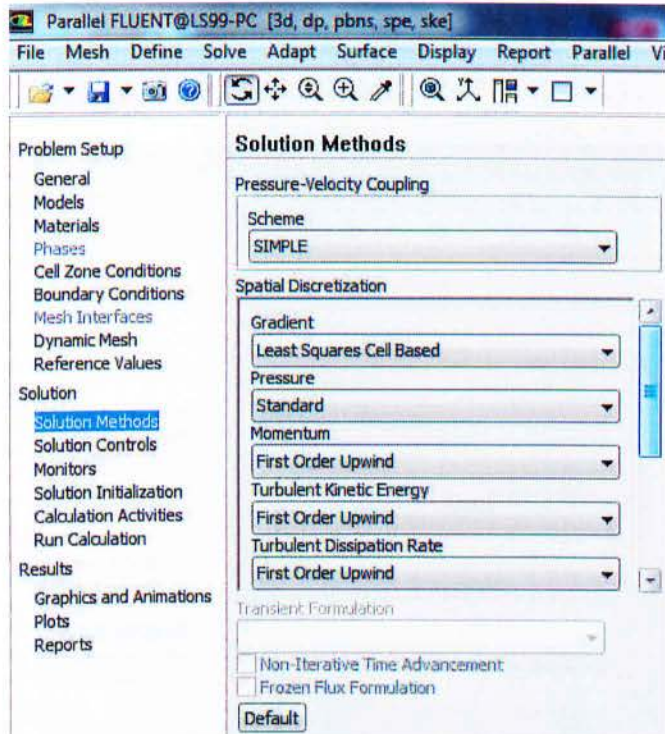 Parallel FLUENT@LS99-PC [3d, dp, pbns, spe, ske]
File Mesh Define Solve Adapt Surface Display Report Parallel Vi
Problem Setup
General
Models
Materials
Phases
Cell Zone Conditions
Boundary Conditions
Mesh Interfaces
Dynamic Mesh
Reference Values
Solution
Solution Methods
Solution Controls
Monitors
Solution Initialization
Calculation Activities
Run Calculation
Results
Graphics and Animations
Plots
Reports
Solution Methods
Pressure-Velocity Coupling
Scheme
SIMPLE
Spatial Discretization
Gradient
Least Squares Cell Based
Pressure
Standard
Momentum
First Order Upwind
Turbulent Kinetic Energy
First Order Upwind
Turbulent Dissipation Rate
First Order Upwind
Transient Formulation
Non-Iterative Time Advancement
Frozen Flux Formulation
Default